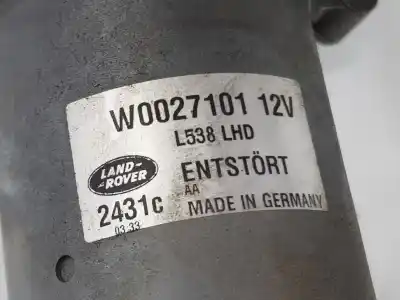 W0027101 12V
L538 LHD
LAND-
ROVER
ENTSTÖRT
AA
2431c
MADE IN GERMANY
03:33